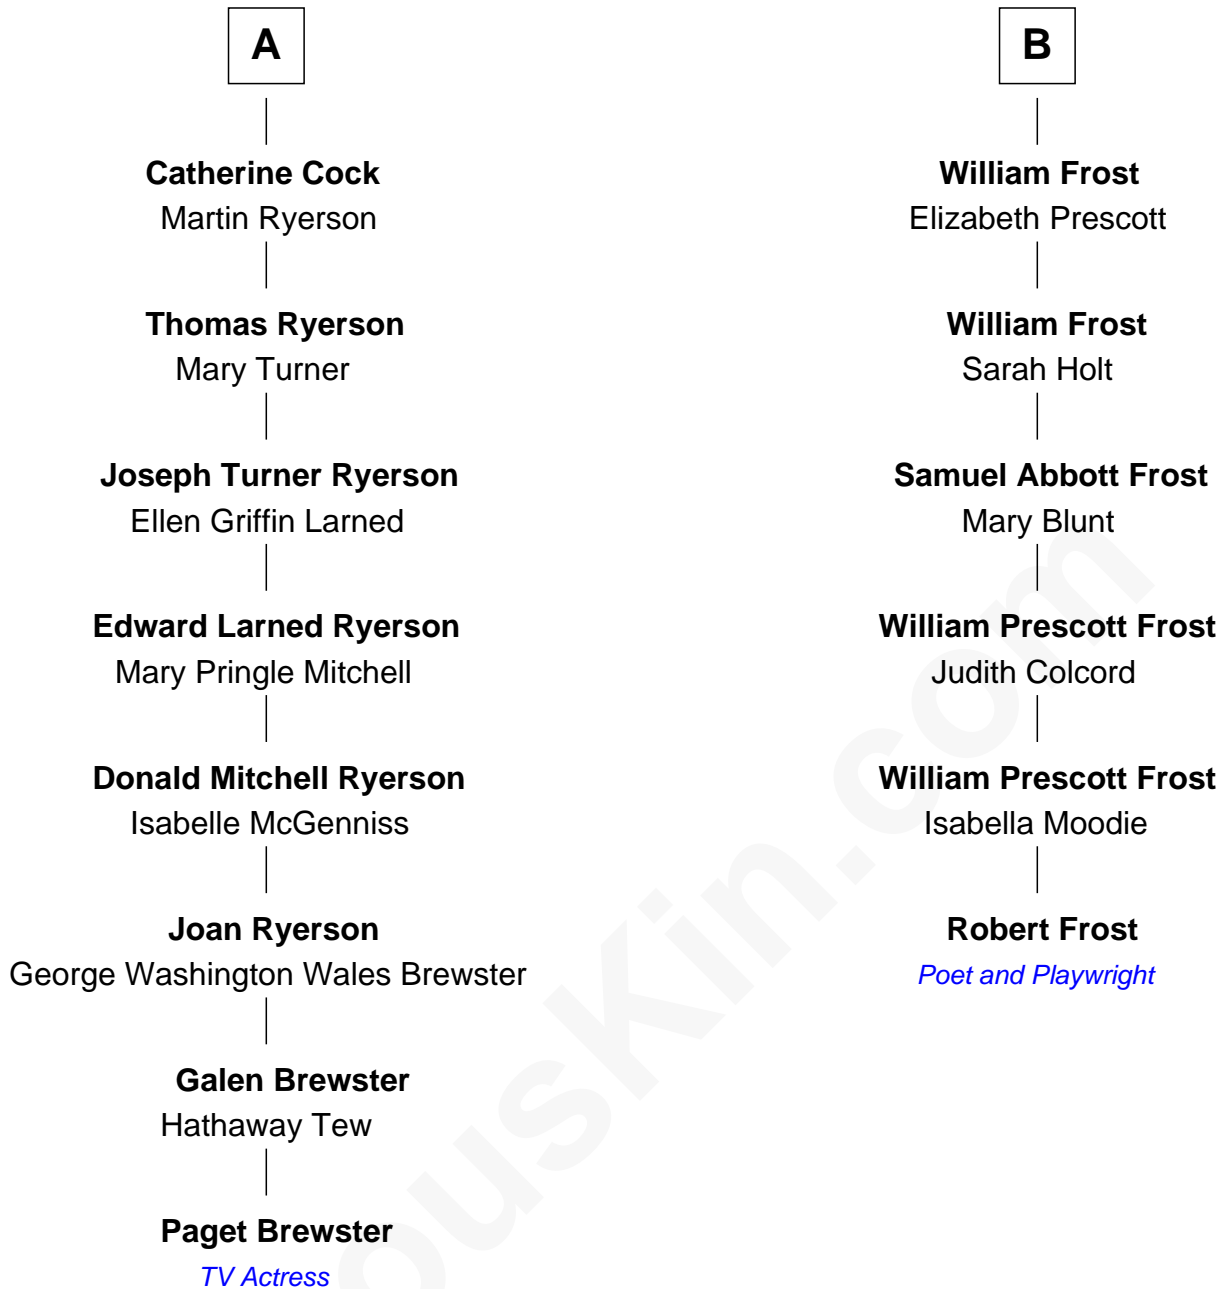 A
Catherine Cock
Martin Ryerson
Thomas Ryerson
Mary Turner
Joseph Turner Ryerson
Ellen Griffin Larned
Edward Larned Ryerson
Mary Pringle Mitchell
Donald Mitchell Ryerson
Isabelle McGenniss
Joan Ryerson
George Washington Wales Brewster
Galen Brewster
Hathaway Tew
Paget Brewster
TV Actress
B
William Frost
Elizabeth Prescott
William Frost
Sarah Holt
Samuel Abbott Frost
Mary Blunt
William Prescott Frost
Judith Colcord
William Prescott Frost
Isabella Moodie
Robert Frost
Poet and Playwright
ousKin.com